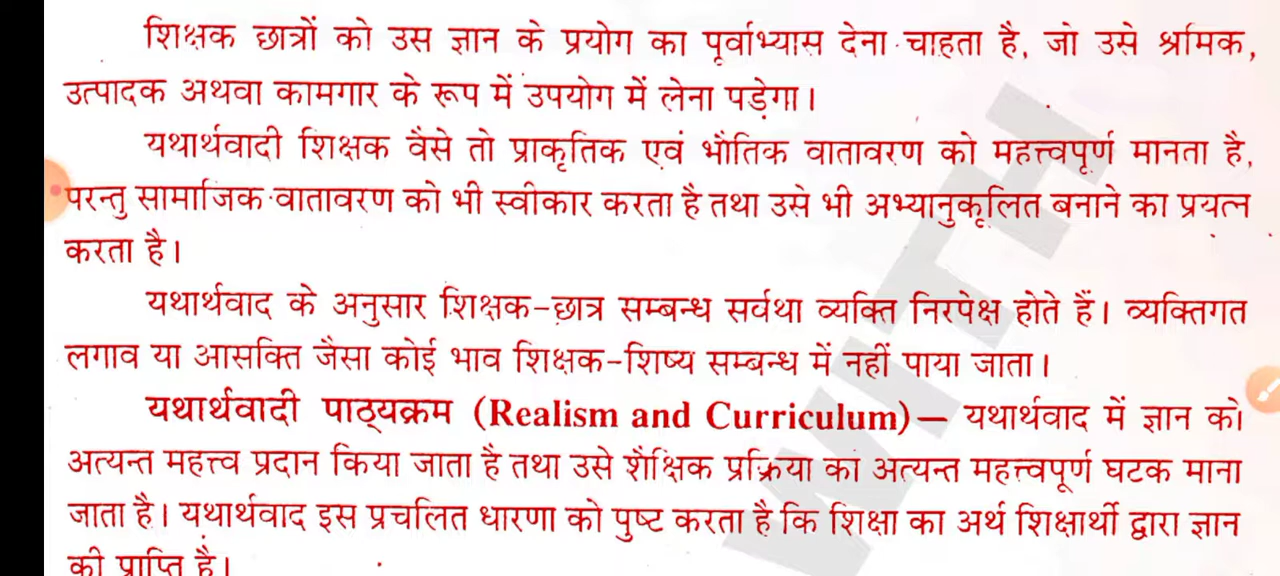 शिक्षक छात्रों को उस ज्ञान के प्रयोग का पूर्वाभ्यास देना चाहता है, जो उसे श्रमिक,
उत्पादक अथवा कामगार के रूप में उपयोग में लेना पड़ेगा।
यथार्थवादी शिक्षक वैसे तो प्राकृतिक एवं भौतिक वातावरण को महत्त्वपूर्ण मानता है,
परन्तु सामाजिक वातावरण को भी स्वीकार करता है तथा उसे भी अभ्यानुकूलित बनाने का प्रयत्न
करता है।
यथार्थवाद के अनुसार शिक्षक-छात्र सम्बन्ध सर्वथा व्यक्ति निरपेक्ष होते हैं। व्यक्तिगत
लगाव या आसक्ति जैसा कोई भाव शिक्षक-शिष्य सम्बन्ध में नहीं पाया जाता।
यथार्थवादी पाठ्यक्रम (Realism and Curriculum)— यथार्थवाद में ज्ञान को
अत्यन्त महत्त्व प्रदान किया जाता है तथा उसे शैक्षिक प्रक्रिया का अत्यन्त महत्त्वपूर्ण घटक माना
जाता है। यथार्थवाद इस प्रचलित धारणा को पुष्ट करता है कि शिक्षा का अर्थ शिक्षार्थी द्वारा ज्ञान
की प्राप्ति है।
WITH